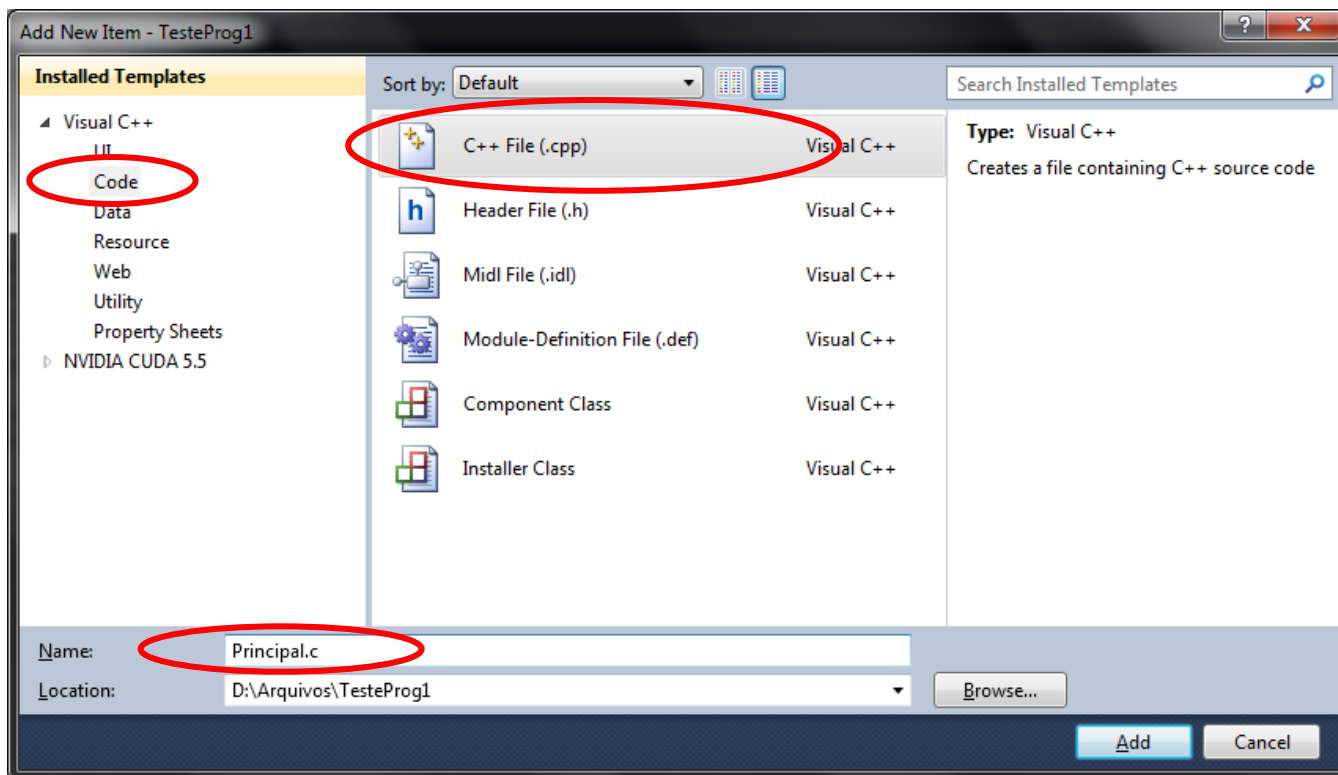 Add New Item - TesteProg1
Installed Templates
Visual C++
UI
Code
Data
Resource
Web
Utility
Property Sheets
NVIDIA CUDA 5.5
Sort by: Default
C++ File (.cpp) Visual C++
Header File (.h) Visual C++
Midl File (.idl) Visual C++
Module-Definition File (.def) Visual C++
Component Class Visual C++
Installer Class Visual C++
Search Installed Templates
Type: Visual C++
Creates a file containing C++ source code
Name: Principal.c
Location: D:\Arquivos\TesteProg1 Browse...
Add Cancel